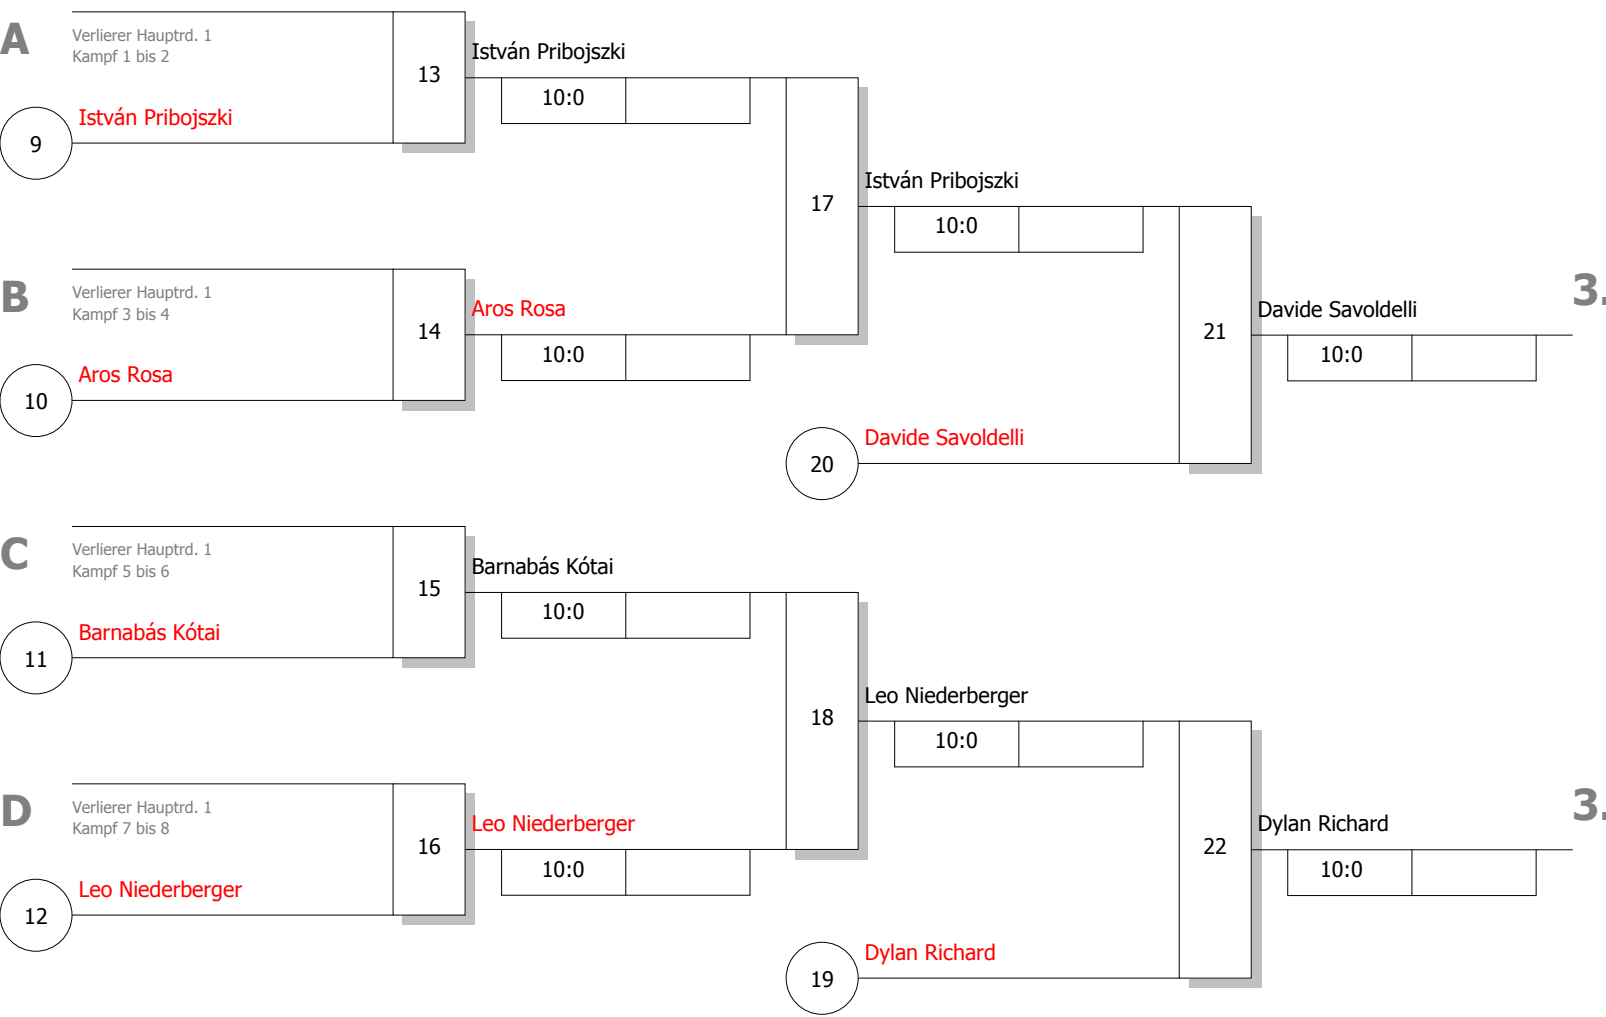 A
Verlierer Hauptrd. 1
Kampf 1 bis 2
13
István Pribojszki
10:0
István Pribojszki
9
17
István Pribojszki
10:0
B
Verlierer Hauptrd. 1
Kampf 3 bis 4
14
Aros Rosa
10:0
Aros Rosa
10
21
Davide Savoldelli
10:0
3.
Davide Savoldelli
20
C
Verlierer Hauptrd. 1
Kampf 5 bis 6
15
Barnabás Kótai
10:0
Barnabás Kótai
11
18
Leo Niederberger
10:0
D
Verlierer Hauptrd. 1
Kampf 7 bis 8
16
Leo Niederberger
10:0
Leo Niederberger
12
22
Dylan Richard
10:0
3.
Dylan Richard
19